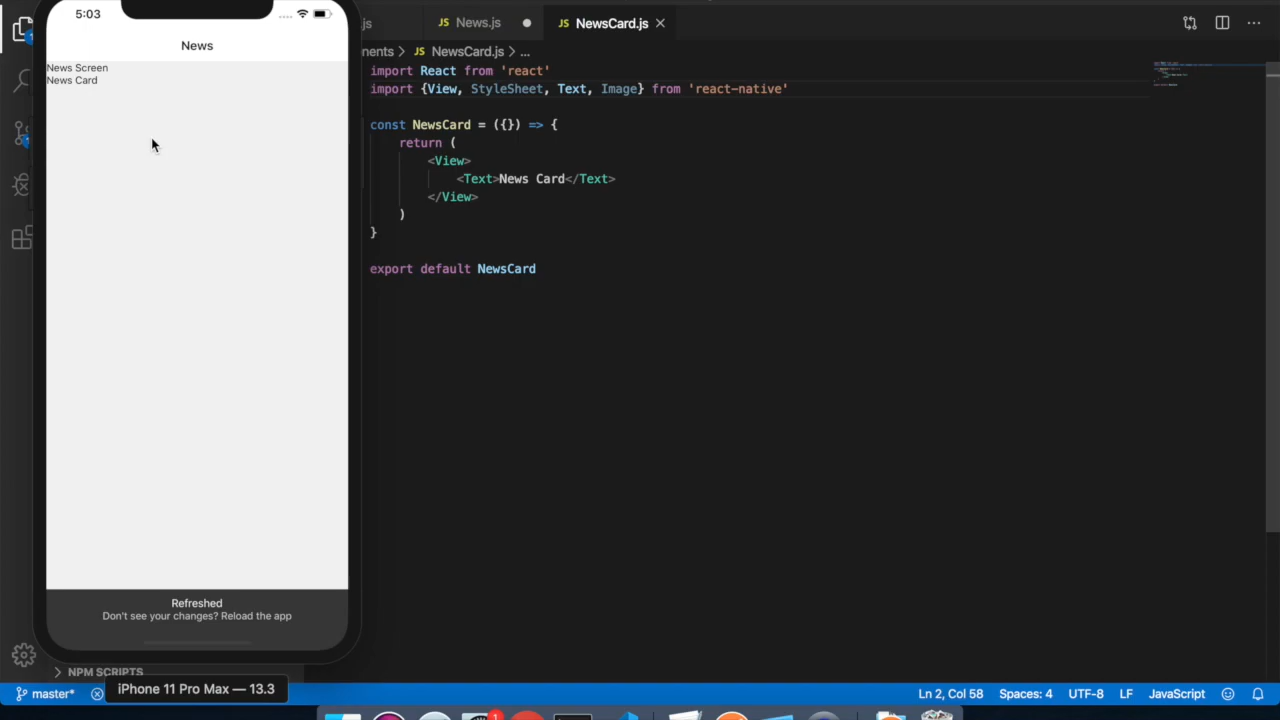 5:03
News
News Screen
News Card
Refreshed
Don't see your changes? Reload the app
NPM SCRIPTS
iPhone 11 Pro Max — 13.3
js
JS News.js
JS NewsCard.js
nents > JS NewsCard.js > ...
import React from 'react'
import {View, StyleSheet, Text, Image} from 'react-native'
const NewsCard = ({}) => {
return (
<View>
<Text>News Card</Text>
</View>
)
}
export default NewsCard
master*
Ln 2, Col 58
Spaces: 4
UTF-8
LF
JavaScript
1